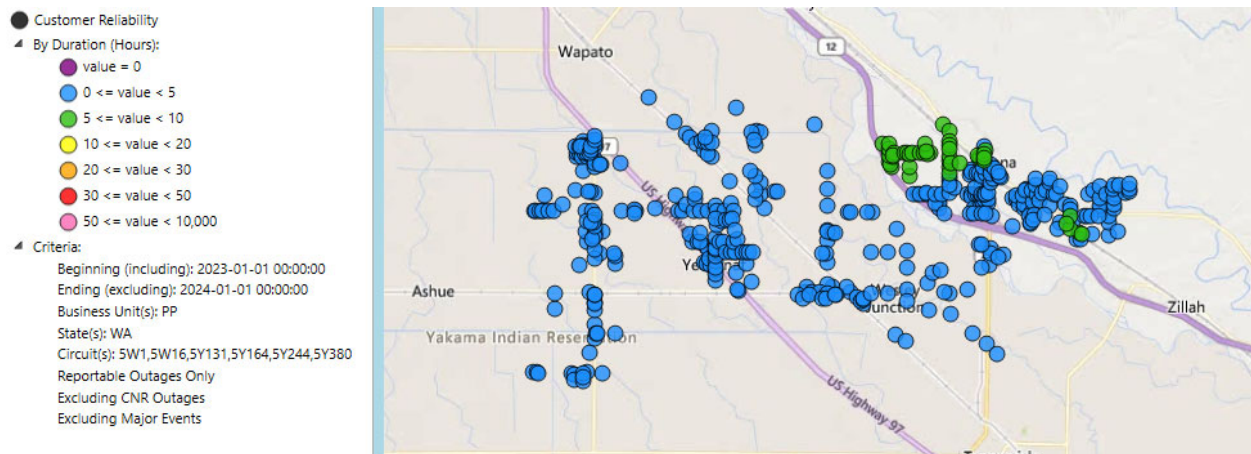 Customer Reliability
By Duration (Hours):
value = 0
0 <= value < 5
5 <= value < 10
10 <= value < 20
20 <= value < 30
30 <= value < 50
50 <= value < 10,000
Criteria:
Beginning (including): 2023-01-01 00:00:00
Ending (excluding): 2024-01-01 00:00:00
Business Unit(s): PP
State(s): WA
Circuit(s): 5W1,5W16,5Y131,5Y164,5Y244,5Y380
Reportable Outages Only
Excluding CNR Outages
Excluding Major Events
Wapato
12
US Highway
Ashue
Junction
Zillah
Yakama Indian
US Highway 97